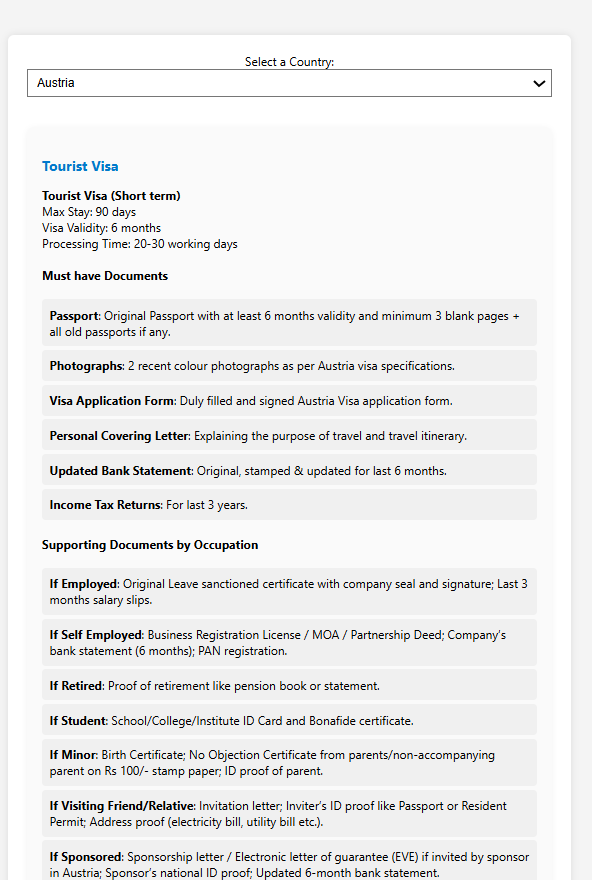 Select a Country:
Austria
Tourist Visa
Tourist Visa (Short term)
Max Stay: 90 days
Visa Validity: 6 months
Processing Time: 20-30 working days
Must have Documents
Passport: Original Passport with at least 6 months validity and minimum 3 blank pages +
all old passports if any.
Photographs: 2 recent colour photographs as per Austria visa specifications.
Visa Application Form: Duly filled and signed Austria Visa application form.
Personal Covering Letter: Explaining the purpose of travel and travel itinerary.
Updated Bank Statement: Original, stamped & updated for last 6 months.
Income Tax Returns: For last 3 years.
Supporting Documents by Occupation
If Employed: Original Leave sanctioned certificate with company seal and signature; Last 3
months salary slips.
If Self Employed: Business Registration License / MOA / Partnership Deed; Company's
bank statement (6 months); PAN registration.
If Retired: Proof of retirement like pension book or statement.
If Student: School/College/Institute ID Card and Bonafide certificate.
If Minor: Birth Certificate; No Objection Certificate from parents/non-accompanying
parent on Rs 100/- stamp paper; ID proof of parent.
If Visiting Friend/Relative: Invitation letter; Inviter's ID proof like Passport or Resident
Permit; Address proof (electricity bill, utility bill etc.).
If Sponsored: Sponsorship letter / Electronic letter of guarantee (EVE) if invited by sponsor
in Austria; Sponsor's national ID proof; Updated 6-month bank statement.